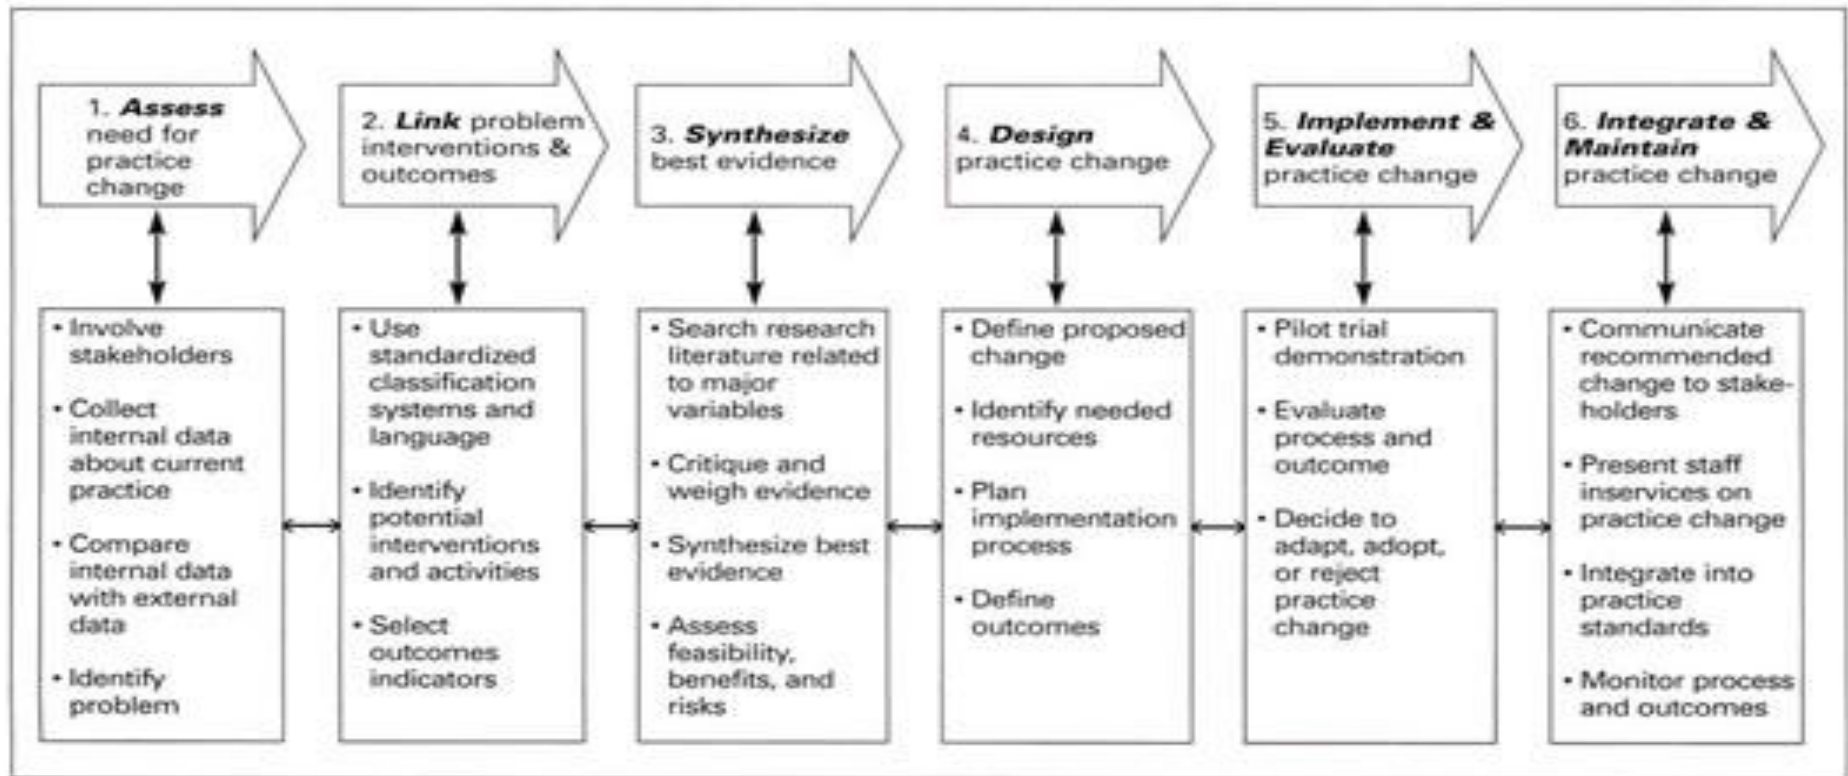 1. Assess
need for
practice
change
2. Link problem
interventions &
outcomes
3. Synthesize
best evidence
4. Design
practice change
5. Implement &
Evaluate
practice change
6. Integrate &
Maintain
practice change
• Involve
stakeholders
• Collect
internal data
about current
practice
• Compare
internal data
with external
data
• Identify
problem
• Use
standardized
classification
systems and
language
• Identify
potential
interventions
and activities
• Select
outcomes
indicators
• Search research
literature related
to major
variables
• Critique and
weigh evidence
• Synthesize best
evidence
• Assess
feasibility,
benefits, and
risks
• Define proposed
change
• Identify needed
resources
• Plan
implementation
process
• Define
outcomes
• Pilot trial
demonstration
• Evaluate
process and
outcome
• Decide to
adapt, adopt,
or reject
practice
change
• Communicate
recommended
change to stake-
holders
• Present staff
inservices on
practice change
• Integrate into
practice
standards
• Monitor process
and outcomes